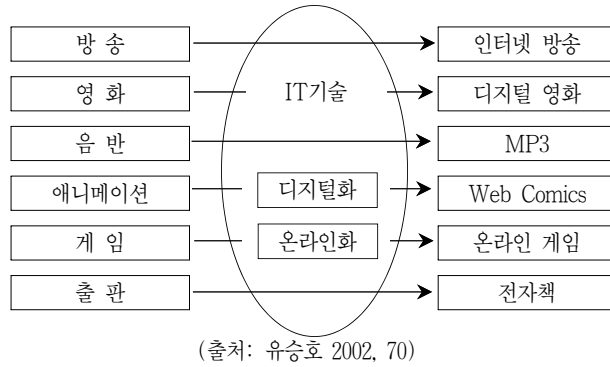 방 송 인터넷 방송
영 화 IT기술 디지털 영화
음 반 MP3
애니메이션 디지털화 Web Comics
게 임 온라인화 온라인 게임
출 판 전자책
(출처: 유승호 2002, 70)